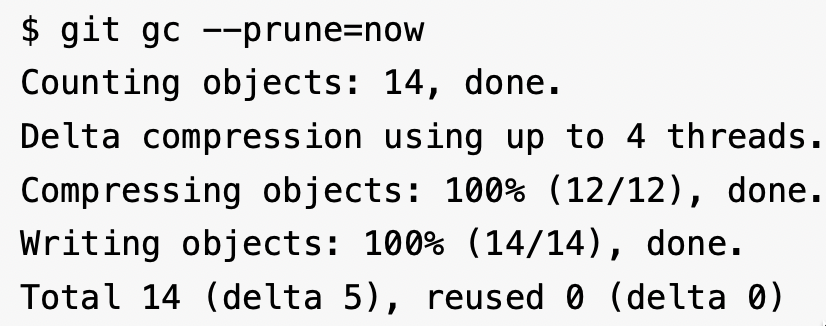 $ git gc --prune=now
Counting objects: 14, done.
Delta compression using up to 4 threads.
Compressing objects: 100% (12/12), done.
Writing objects: 100% (14/14), done.
Total 14 (delta 5), reused 0 (delta 0)